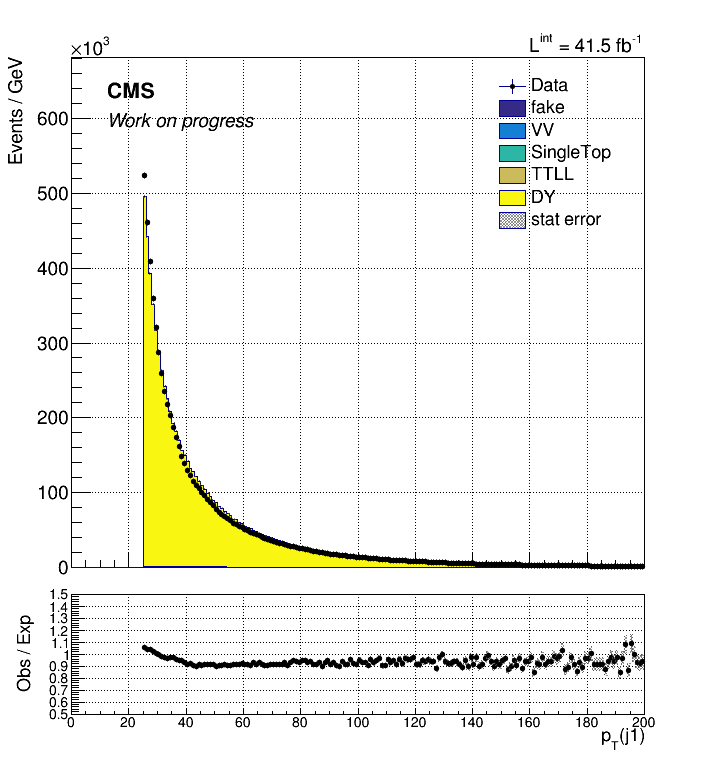 ×10³
L^int = 41.5 fb⁻¹
Events / GeV
CMS
Work on progress
Data
fake
VV
SingleTop
TTLL
DY
stat error
600
500
400
300
200
100
0
Obs / Exp
1.5
1.4
1.3
1.2
1.1
1
0.9
0.8
0.7
0.6
0.5
0 20 40 60 80 100 120 140 160 180 200
p_T(j1)